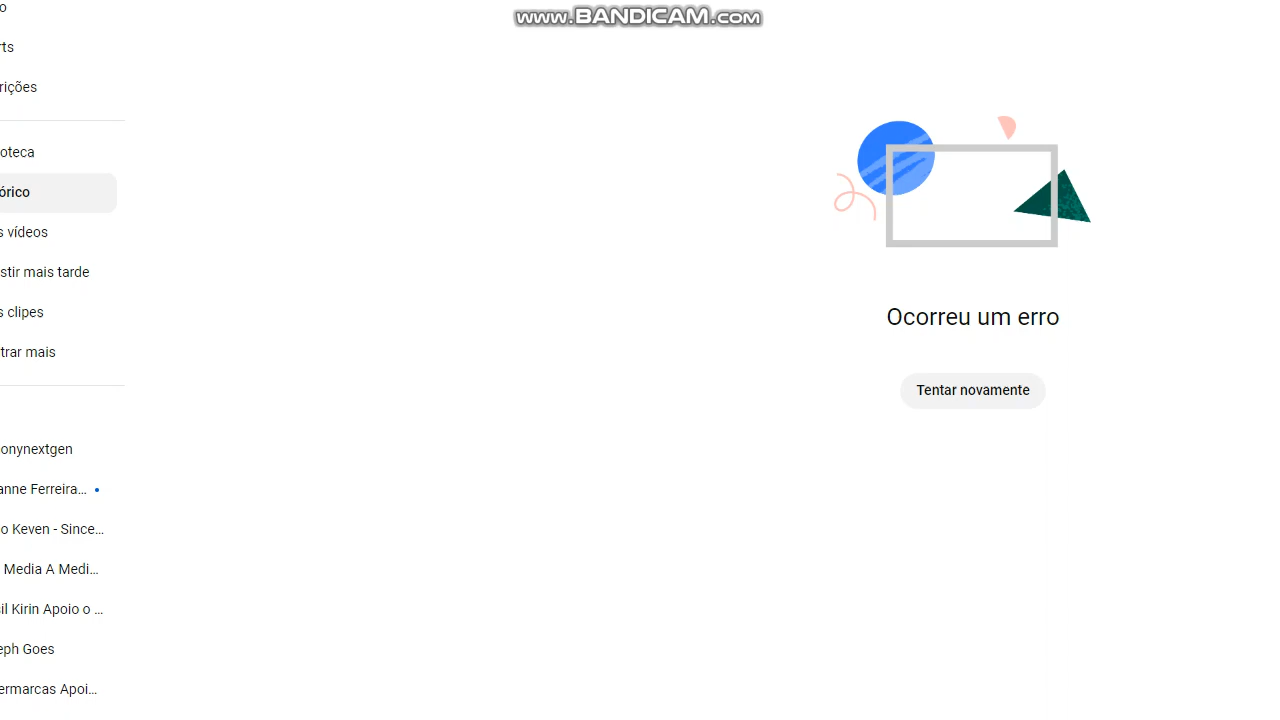 www.BANDICAM.com
o
rts
rições
oteca
órico
s vídeos
stir mais tarde
s clipes
trar mais
onynextgen
anne Ferreira...
o Keven - Since...
Media A Medi...
il Kirin Apoio o ...
eph Goes
ermarcas Apoi...
Ocorreu um erro
Tentar novamente